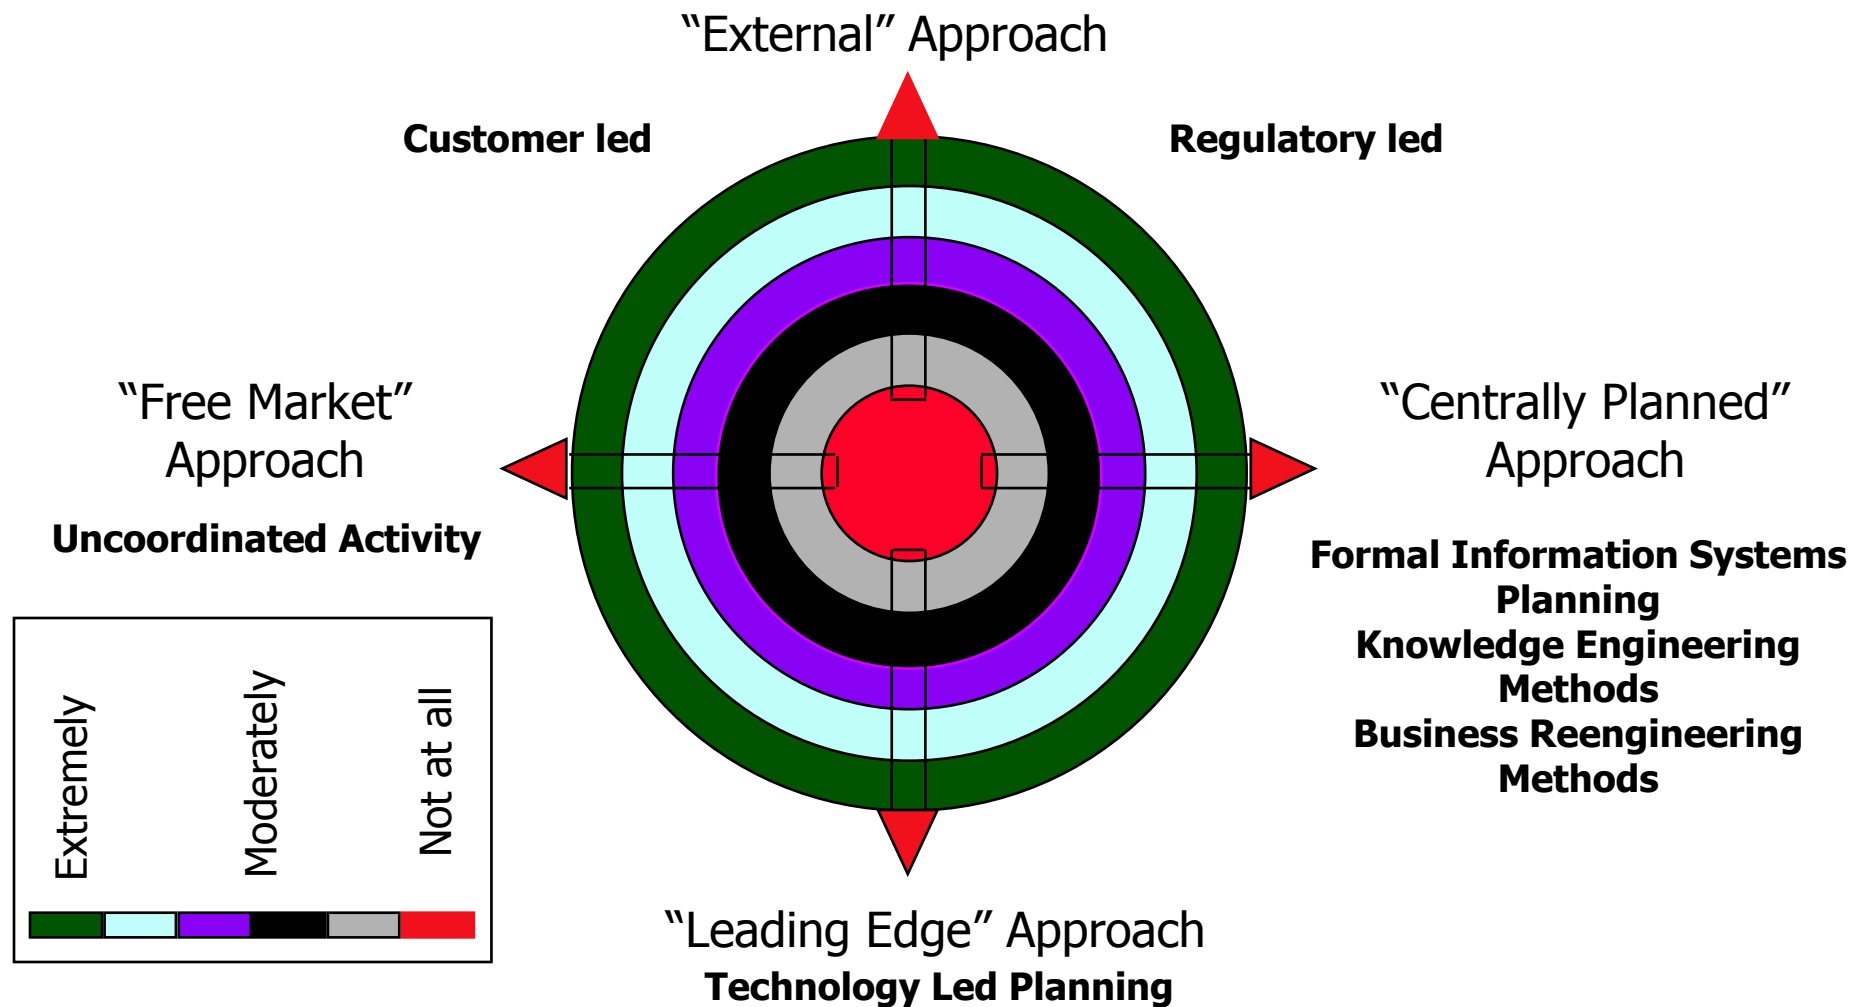 “External” Approach
Customer led
Regulatory led
“Free Market”
Approach
Uncoordinated Activity
“Centrally Planned”
Approach
Formal Information Systems
Planning
Knowledge Engineering
Methods
Business Reengineering
Methods
Extremely
Moderately
Not at all
“Leading Edge” Approach
Technology Led Planning